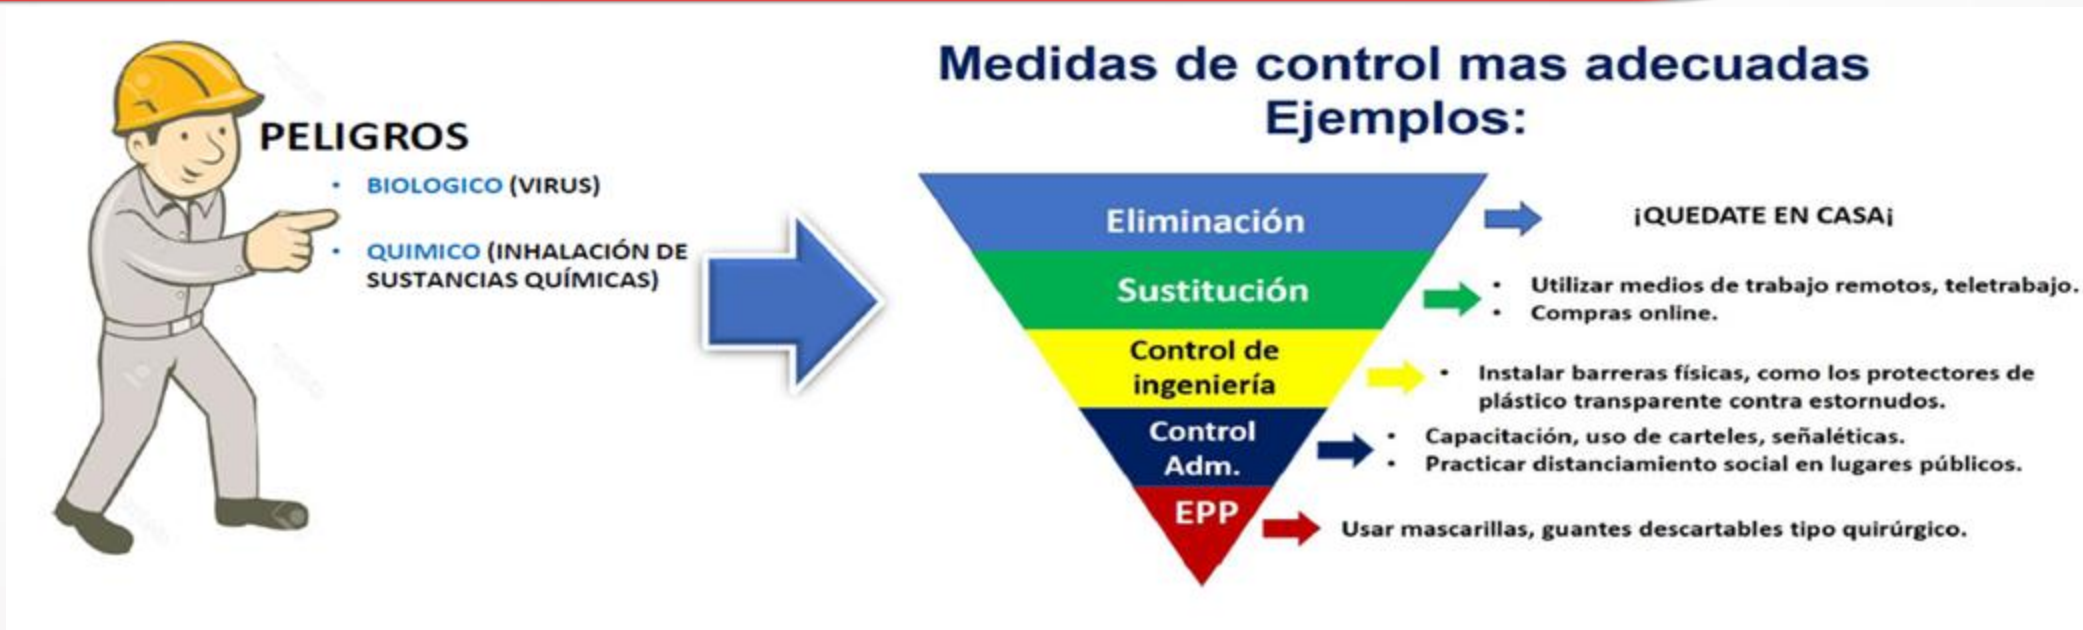 Medidas de control mas adecuadas
Ejemplos:
PELIGROS
• BIOLOGICO (VIRUS)
• QUIMICO (INHALACIÓN DE
SUSTANCIAS QUÍMICAS)
Eliminación
¡QUEDATE EN CASA¡
Sustitución
• Utilizar medios de trabajo remotos, teletrabajo.
• Compras online.
Control de
ingeniería
• Instalar barreras físicas, como los protectores de
plástico transparente contra estornudos.
Control
Adm.
• Capacitación, uso de carteles, señaléticas.
• Practicar distanciamiento social en lugares públicos.
EPP
Usar mascarillas, guantes descartables tipo quirúrgico.